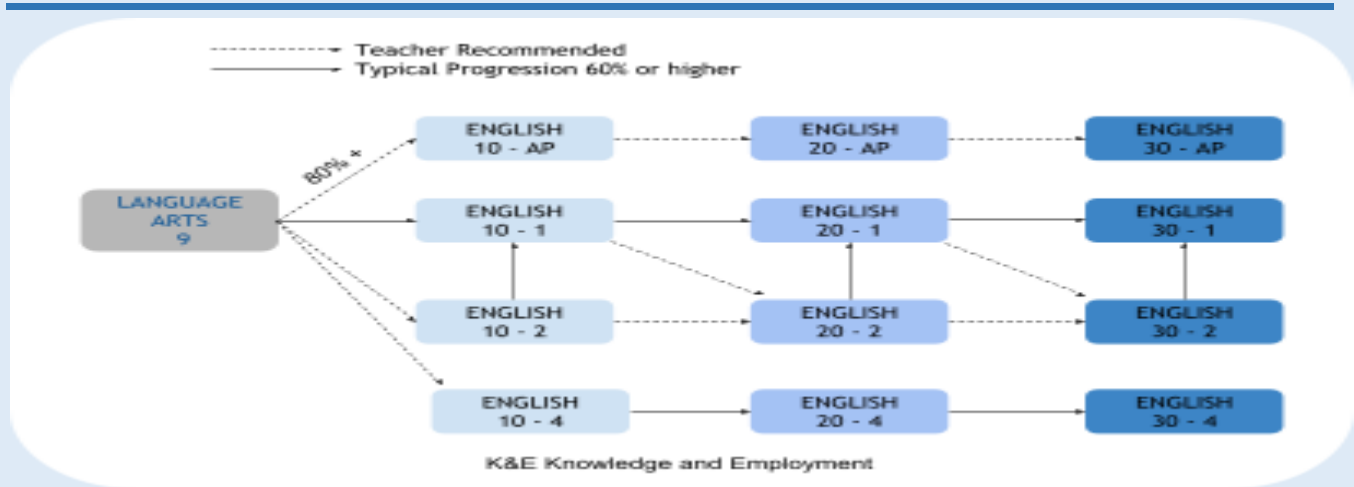 Teacher Recommended
Typical Progression 60% or higher
80% +
ENGLISH
10 - AP
ENGLISH
20 - AP
ENGLISH
30 - AP
LANGUAGE
ARTS
9
ENGLISH
10 - 1
ENGLISH
20 - 1
ENGLISH
30 - 1
ENGLISH
10 - 2
ENGLISH
20 - 2
ENGLISH
30 - 2
ENGLISH
10 - 4
ENGLISH
20 - 4
ENGLISH
30 - 4
K&E Knowledge and Employment